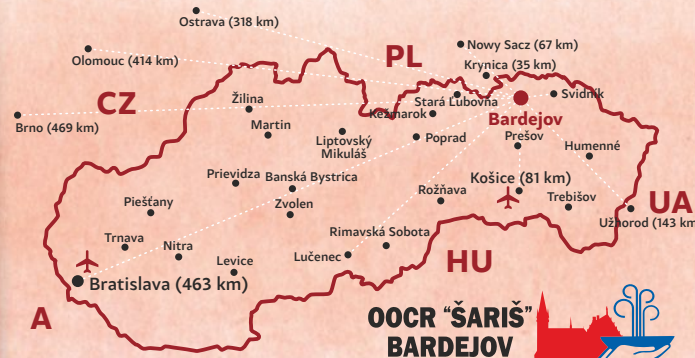 Ostrava (318 km)
Olomouc (414 km)
PL
Nowy Sacz (67 km)
Krynica (35 km)
CZ
Žilina
Stará Ľubovňa
Svidník
Brno (469 km)
Martin
Kežmarok
Bardejov
Liptovský
Mikuláš
Poprad
Prešov
Humenné
Prievidza
Banská Bystrica
Košice (81 km)
Rožňava
Trebišov
UA
Piešťany
Zvolen
Užhorod (143 km
Trnava
Nitra
Rimavská Sobota
Levice
Lučenec
HU
Bratislava (463 km)
A
OOCR “ŠARIŠ”
BARDEJOV